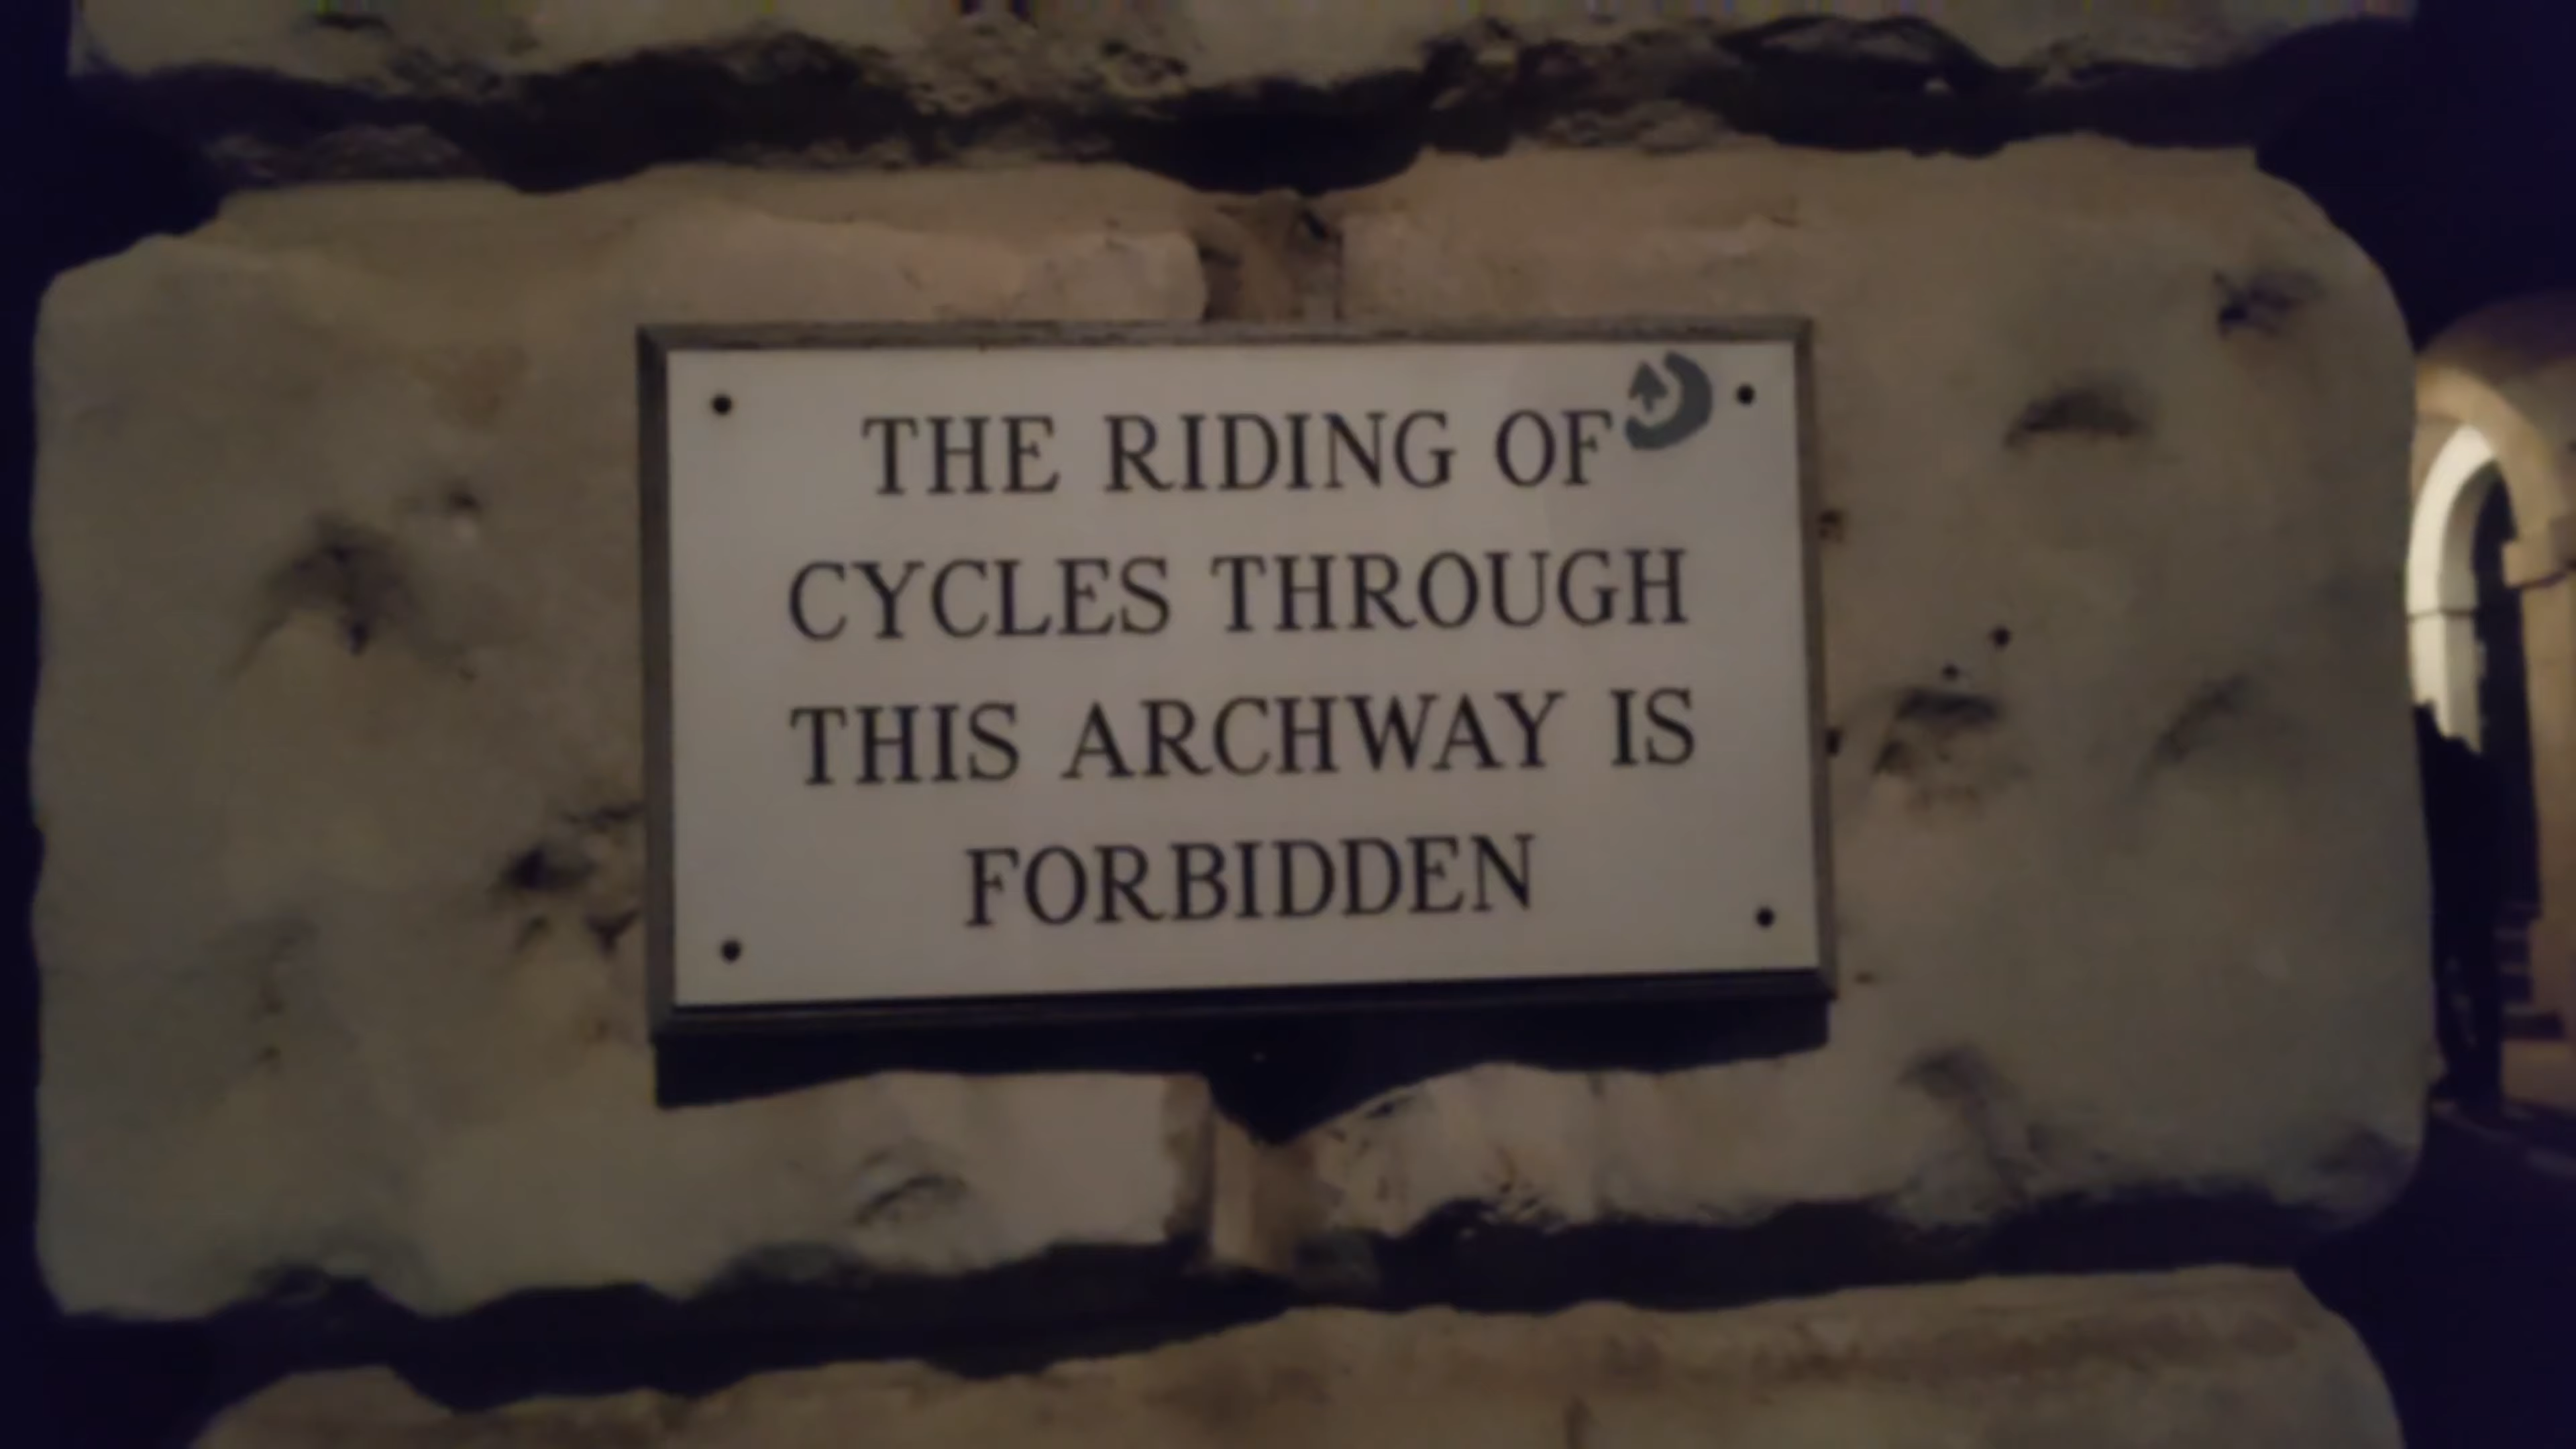 THE RIDING OF
CYCLES THROUGH
THIS ARCHWAY IS
FORBIDDEN